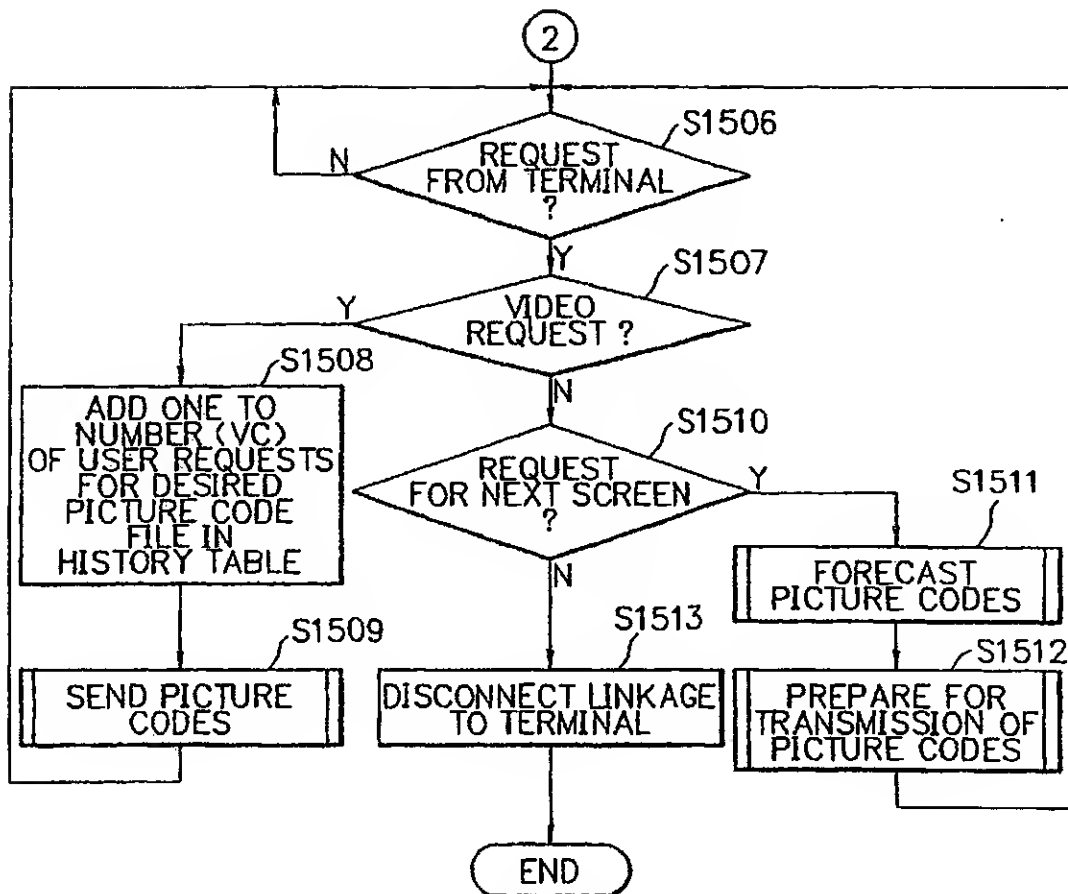 2
S1506
REQUEST
FROM TERMINAL
?
N
Y
S1507
VIDEO
REQUEST ?
Y
N
S1508
ADD ONE TO
NUMBER (VC)
OF USER REQUESTS
FOR DESIRED
PICTURE CODE
FILE IN
HISTORY TABLE
S1510
REQUEST
FOR NEXT SCREEN
?
Y
N
S1511
FORECAST
PICTURE CODES
S1509
SEND PICTURE
CODES
S1513
DISCONNECT LINKAGE
TO TERMINAL
S1512
PREPARE FOR
TRANSMISSION OF
PICTURE CODES
END